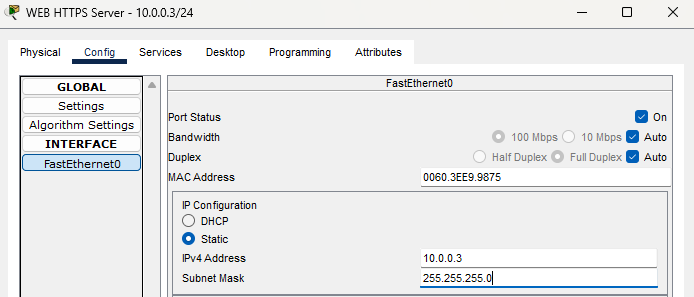 WEB HTTPS Server - 10.0.0.3/24
Physical Config Services Desktop Programming Attributes
GLOBAL
Settings
Algorithm Settings
INTERFACE
FastEthernet0
FastEthernet0
Port Status On
Bandwidth 100 Mbps 10 Mbps Auto
Duplex Half Duplex Full Duplex Auto
MAC Address 0060.3EE9.9875
IP Configuration
DHCP
Static
IPv4 Address 10.0.0.3
Subnet Mask 255.255.255.0